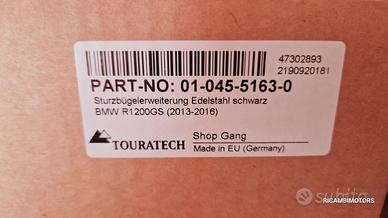 47302893
2190920181
PART-NO: 01-045-5163-0
Sturzbügelerweiterung Edelstahl schwarz
BMW R1200GS (2013-2016)
TOURATECH
Shop Gang
Made in EU (Germany)
subito
RICAMBIMOTORS